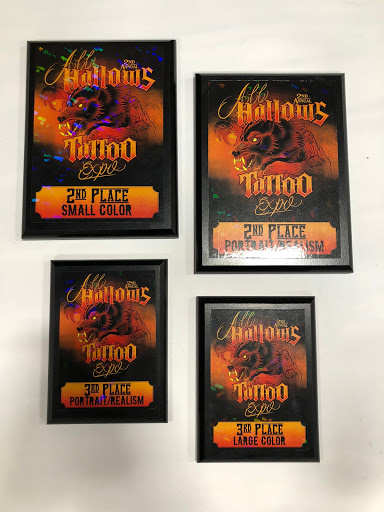 2ND
ANNUAL
All
Hallows
Tattoo
Expo
2ND PLACE
SMALL COLOR
2ND
ANNUAL
All
Hallows
Tattoo
Expo
2ND PLACE
PORTRAIT/REALISM
2ND
ANNUAL
All
Hallows
Tattoo
Expo
3RD PLACE
PORTRAIT/REALISM
2ND
ANNUAL
All
Hallows
Tattoo
Expo
3RD PLACE
LARGE COLOR